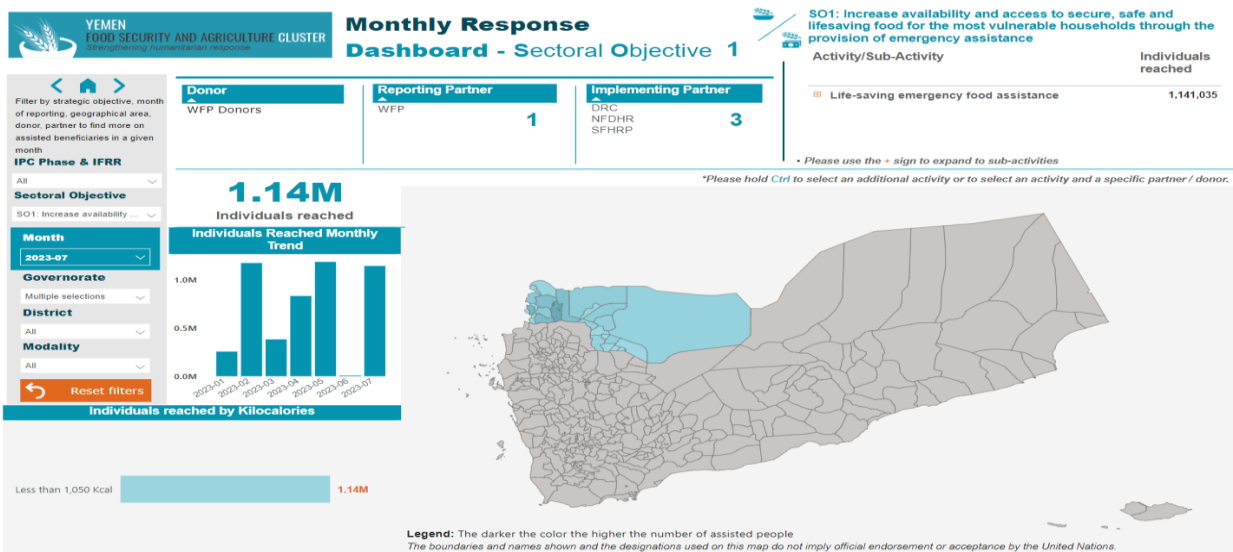 YEMEN
FOOD SECURITY AND AGRICULTURE CLUSTER
Strengthening humanitarian response
Monthly Response
Dashboard - Sectoral Objective 1
SO1: Increase availability and access to secure, safe and
lifesaving food for the most vulnerable households through the
provision of emergency assistance
Activity/Sub-Activity
Individuals
reached
Life-saving emergency food assistance
1,141,035
• Please use the + sign to expand to sub-activities
Filter by strategic objective, month
of reporting, geographical area,
donor, partner to find more on
assisted beneficiaries in a given
month
IPC Phase & IFRR
All
Sectoral Objective
SO1: Increase availability ...
Month
2023-07
Governorate
Multiple selections
District
All
Modality
All
Reset filters
Donor
WFP Donors
Reporting Partner
WFP
1
Implementing Partner
DRC
NFDHR
SFHRP
3
*Please hold Ctrl to select an additional activity or to select an activity and a specific partner / donor.
1.14M
Individuals reached
Individuals Reached Monthly
Trend
1.0M
0.5M
0.0M
2023-01
2023-02
2023-03
2023-04
2023-05
2023-06
2023-07
Individuals reached by Kilocalories
Less than 1,050 Kcal
1.14M
Legend: The darker the color the higher the number of assisted people
The boundaries and names shown and the designations used on this map do not imply official endorsement or acceptance by the United Nations.